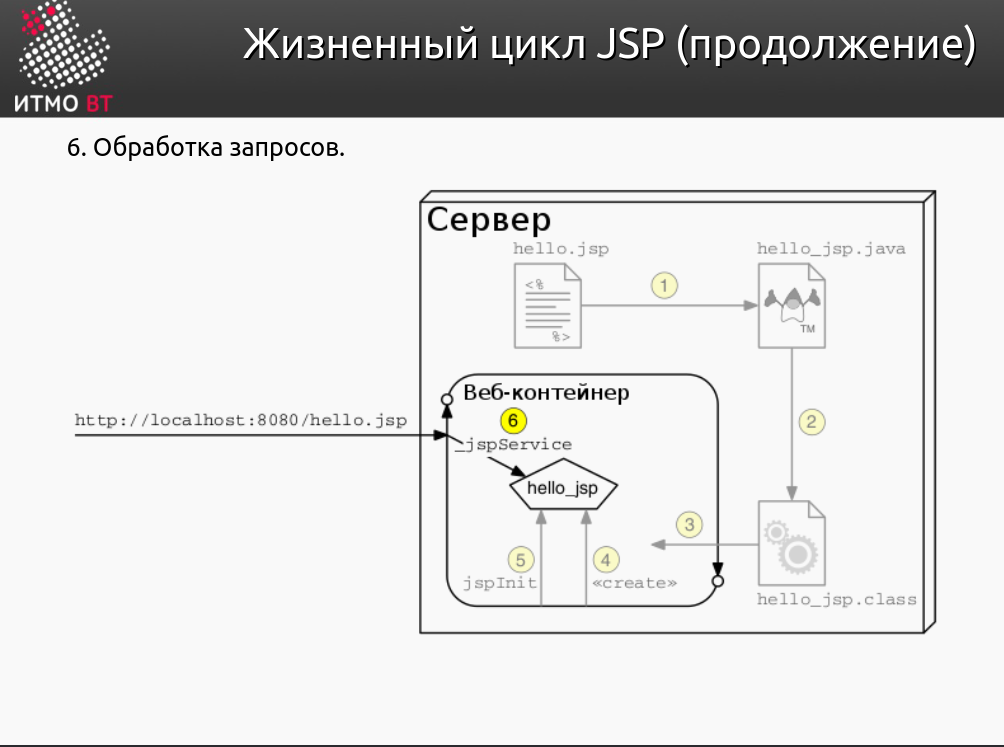 Жизненный цикл JSP (продолжение)
ИТМО ВТ
6. Обработка запросов.
Сервер
hello.jsp
hello_jsp.java
<%
%>
1
TM
Веб-контейнер
http://localhost:8080/hello.jsp
6
2
_jspService
hello_jsp
3
5
4
jspInit
«create»
hello_jsp.class